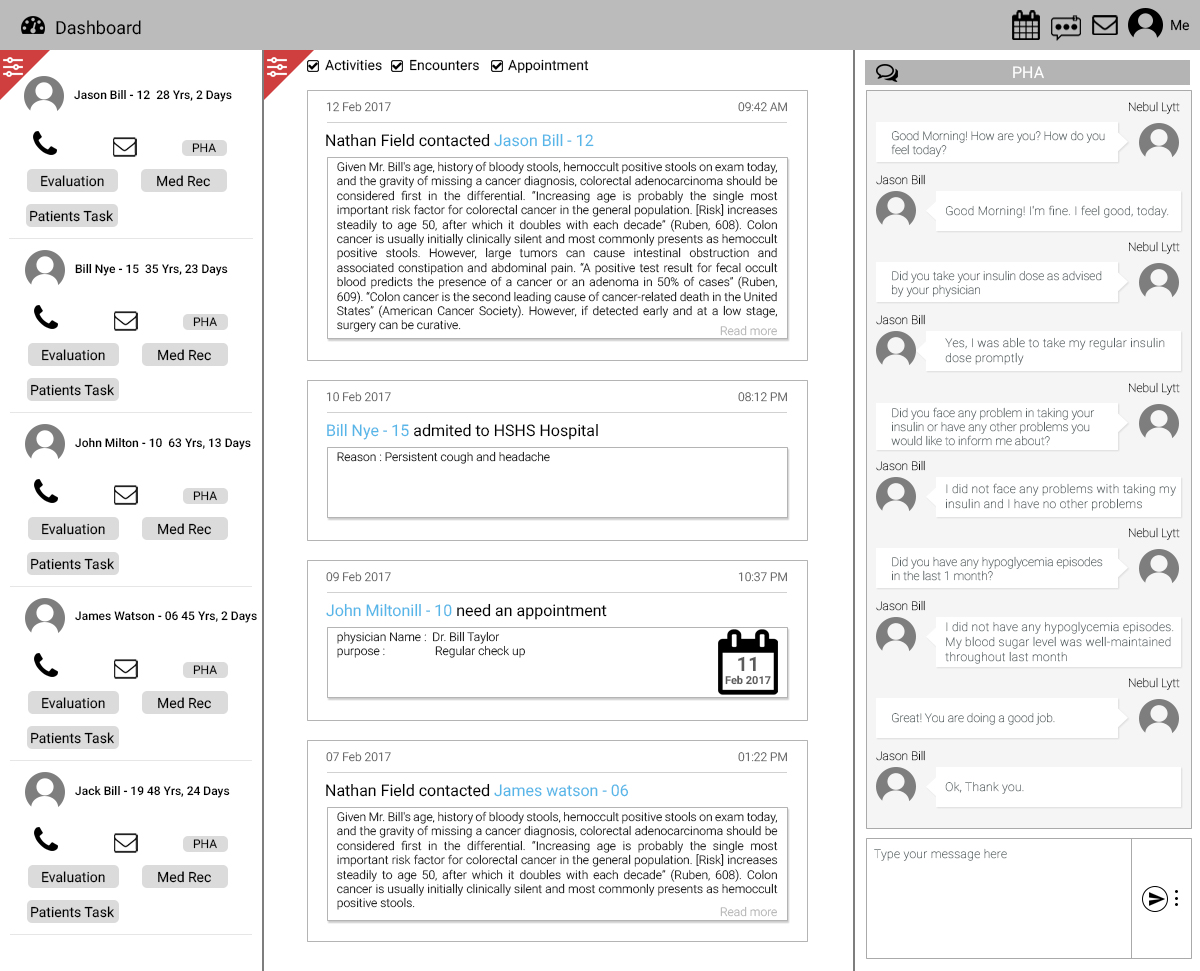 Dashboard
Me
Jason Bill - 12  28 Yrs, 2 Days
PHA
Evaluation
Med Rec
Patients Task
Bill Nye - 15  35 Yrs, 23 Days
PHA
Evaluation
Med Rec
Patients Task
John Milton - 10  63 Yrs, 13 Days
PHA
Evaluation
Med Rec
Patients Task
James Watson - 06 45 Yrs, 2 Days
PHA
Evaluation
Med Rec
Patients Task
Jack Bill - 19 48 Yrs, 24 Days
PHA
Evaluation
Med Rec
Patients Task
Activities
Encounters
Appointment
12 Feb 2017
09:42 AM
Nathan Field contacted Jason Bill - 12
Given Mr. Bill's age, history of bloody stools, hemoccult positive stools on exam today,
and the gravity of missing a cancer diagnosis, colorectal adenocarcinoma should be
considered first in the differential. “Increasing age is probably the single most
important risk factor for colorectal cancer in the general population. [Risk] increases
steadily to age 50, after which it doubles with each decade” (Ruben, 608). Colon
cancer is usually initially clinically silent and most commonly presents as hemoccult
positive stools. However, large tumors can cause intestinal obstruction and
associated constipation and abdominal pain. “A positive test result for fecal occult
blood predicts the presence of a cancer or an adenoma in 50% of cases” (Ruben,
609). “Colon cancer is the second leading cause of cancer-related death in the United
States” (American Cancer Society). However, if detected early and at a low stage,
surgery can be curative.
Read more
10 Feb 2017
08:12 PM
Bill Nye - 15 admited to HSHS Hospital
Reason : Persistent cough and headache
09 Feb 2017
10:37 PM
John Miltonill - 10 need an appointment
physician Name :  Dr. Bill Taylor
purpose :  Regular check up
11
Feb 2017
07 Feb 2017
01:22 PM
Nathan Field contacted James watson - 06
Given Mr. Bill's age, history of bloody stools, hemoccult positive stools on exam today,
and the gravity of missing a cancer diagnosis, colorectal adenocarcinoma should be
considered first in the differential. “Increasing age is probably the single most
important risk factor for colorectal cancer in the general population. [Risk] increases
steadily to age 50, after which it doubles with each decade” (Ruben, 608). Colon
cancer is usually initially clinically silent and most commonly presents as hemoccult
positive stools.
Read more
PHA
Nebul Lytt
Good Morning! How are you? How do you
feel today?
Jason Bill
Good Morning! I'm fine. I feel good, today.
Nebul Lytt
Did you take your insulin dose as advised
by your physician
Jason Bill
Yes, I was able to take my regular insulin
dose promptly
Nebul Lytt
Did you face any problem in taking your
insulin or have any other problems you
would like to inform me about?
Jason Bill
I did not face any problems with taking my
insulin and I have no other problems
Nebul Lytt
Did you have any hypoglycemia episodes
in the last 1 month?
Jason Bill
I did not have any hypoglycemia episodes.
My blood sugar level was well-maintained
throughout last month
Nebul Lytt
Great! You are doing a good job.
Jason Bill
Ok, Thank you.
Type your message here